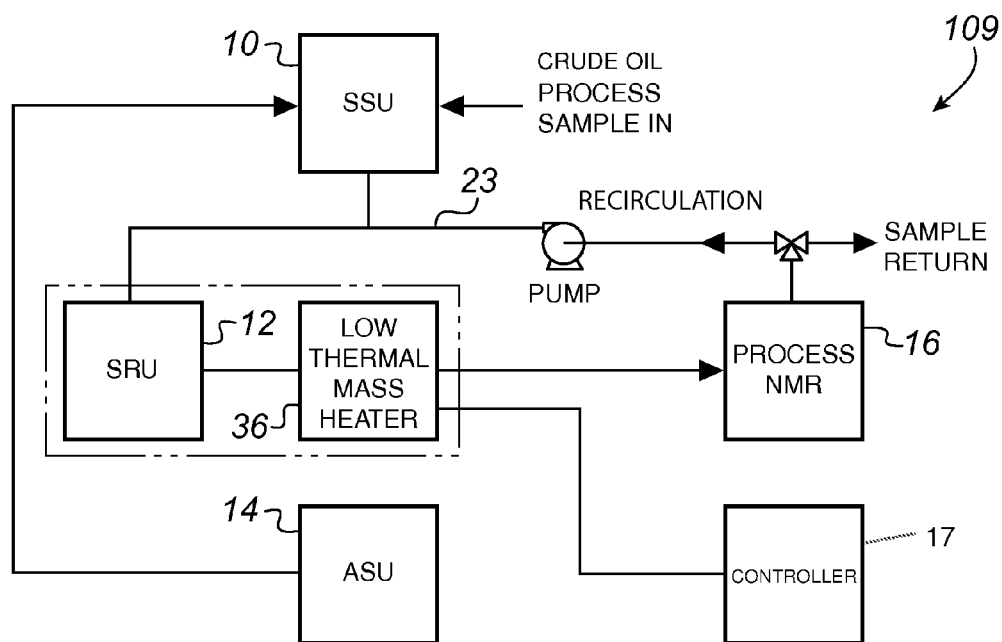 109
10
SSU
CRUDE OIL
PROCESS
SAMPLE IN
23
RECIRCULATION
PUMP
SAMPLE
RETURN
SRU
12
LOW
THERMAL
MASS
HEATER
36
PROCESS
NMR
16
14
ASU
CONTROLLER
17